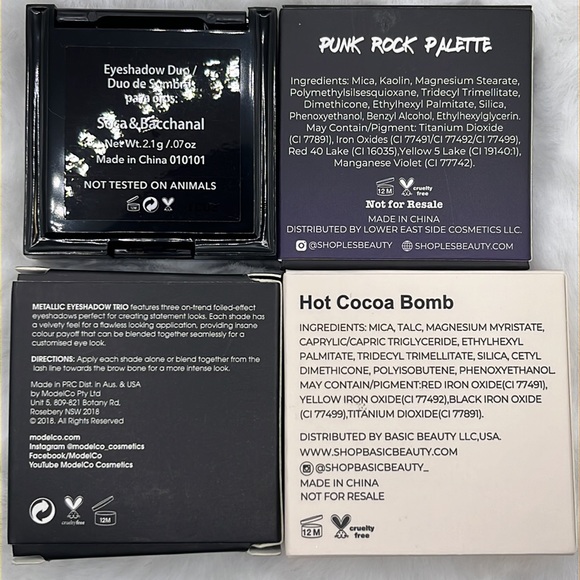 Eyeshadow Duo /
Duo de Sombra
para ojos:
Soca & Bacchanal
Net Wt. 2.1 g / .07oz
Made in China 010101
NOT TESTED ON ANIMALS
PUNK ROCK PALETTE
Ingredients: Mica, Kaolin, Magnesium Stearate,
Polymethylsilsesquioxane, Tridecyl Trimellitate,
Dimethicone, Ethylhexyl Palmitate, Silica,
Phenoxyethanol, Benzyl Alcohol, Ethylhexylglycerin.
May Contain/Pigment: Titanium Dioxide
(CI 77891), Iron Oxides (CI 77491/CI 77492/CI 77499),
Red 40 Lake (CI 16035),Yellow 5 Lake (CI 19140:1),
Manganese Violet (CI 77742).
12 M
cruelty
free
Not for Resale
MADE IN CHINA
DISTRIBUTED BY LOWER EAST SIDE COSMETICS LLC.
@SHOPLESBEAUTY SHOPLESBEAUTY.COM
METALLIC EYESHADOW TRIO features three on-trend foiled-effect
eyeshadows perfect for creating statement looks. Each shade has
a velvety feel for a flawless looking application, providing insane
colour payoff that can be blended together seamlessly for a
customised eye look.
DIRECTIONS: Apply each shade alone or blend together from the
lash line towards the brow bone for a more intense look.
Made in PRC Dist. in Aus. & USA
by ModelCo Pty Ltd
Unit 5, 809-821 Botany Rd,
Rosebery NSW 2018
© 2018. All Rights Reserved
modelco.com
Instagram @modelco_cosmetics
Facebook/ModelCo
YouTube ModelCo Cosmetics
crueltyfree
12M
Hot Cocoa Bomb
INGREDIENTS: MICA, TALC, MAGNESIUM MYRISTATE,
CAPRYLIC/CAPRIC TRIGLYCERIDE, ETHYLHEXYL
PALMITATE, TRIDECYL TRIMELLITATE, SILICA, CETYL
DIMETHICONE, POLYISOBUTENE, PHENOXYETHANOL.
MAY CONTAIN/PIGMENT:RED IRON OXIDE(CI 77491),
YELLOW IRON OXIDE(CI 77492),BLACK IRON OXIDE
(CI 77499),TITANIUM DIOXIDE(CI 77891).
DISTRIBUTED BY BASIC BEAUTY LLC,USA.
WWW.SHOPBASICBEAUTY.COM
@SHOPBASICBEAUTY_
MADE IN CHINA
NOT FOR RESALE
12 M
cruelty
free